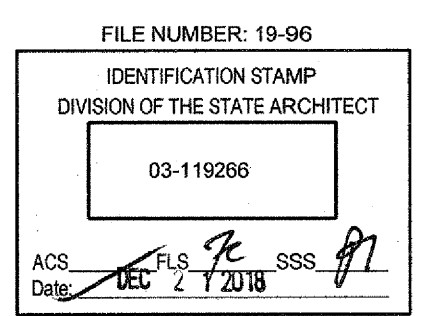 FILE NUMBER: 19-96
IDENTIFICATION STAMP
DIVISION OF THE STATE ARCHITECT
03-119266
ACS FLS SSS
Date: DEC 2 1 2018